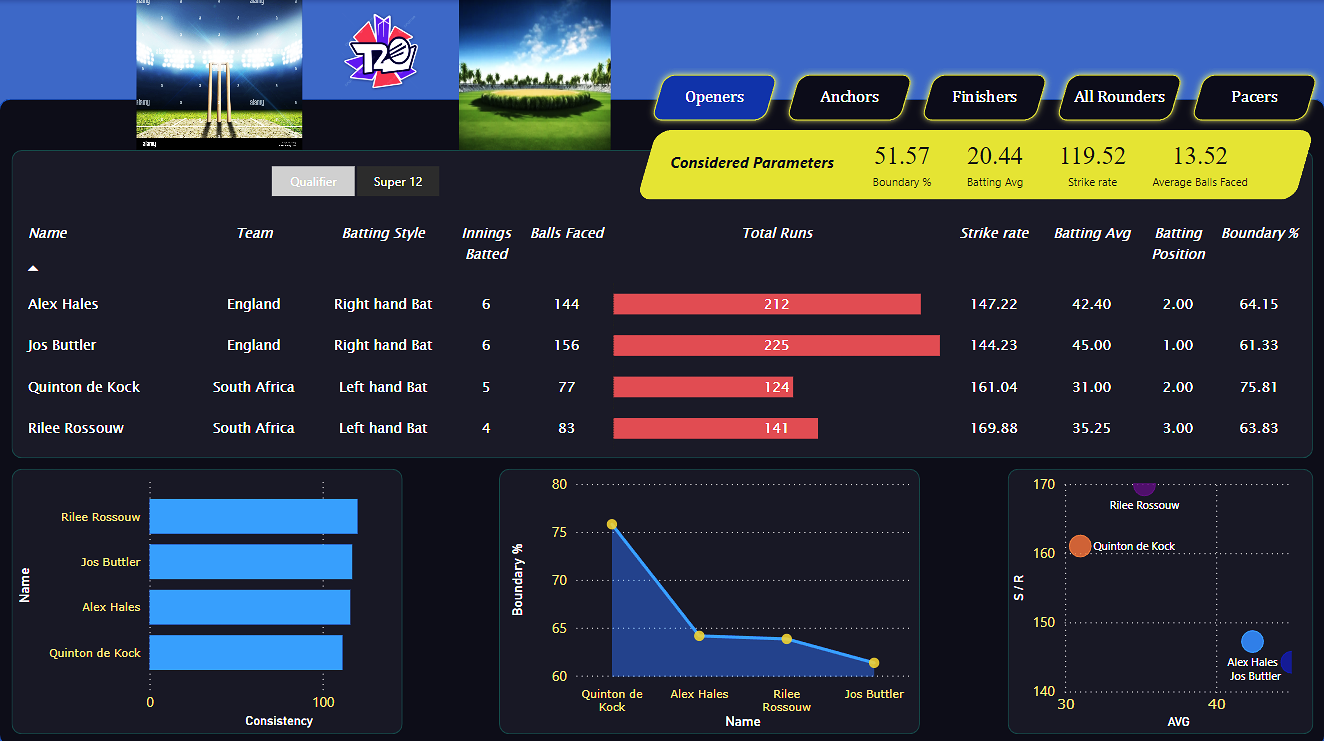 alamy
alamy
alamy
alamy
alamy
alamy
T20
Openers
Anchors
Finishers
All Rounders
Pacers
Considered Parameters
51.57
Boundary %
20.44
Batting Avg
119.52
Strike rate
13.52
Average Balls Faced
Qualifier
Super 12
Name Team Batting Style Innings Batted Balls Faced Total Runs Strike rate Batting Avg Batting Position Boundary %
Alex Hales England Right hand Bat 6 144 212 147.22 42.40 2.00 64.15
Jos Buttler England Right hand Bat 6 156 225 144.23 45.00 1.00 61.33
Quinton de Kock South Africa Left hand Bat 5 77 124 161.04 31.00 2.00 75.81
Rilee Rossouw South Africa Left hand Bat 4 83 141 169.88 35.25 3.00 63.83
Name
Rilee Rossouw
Jos Buttler
Alex Hales
Quinton de Kock
0 100
Consistency
Boundary %
80
75
70
65
60
Quinton de
Kock
Alex Hales
Rilee
Rossouw
Jos Buttler
Name
S / R
170
160
150
140
Rilee Rossouw
Quinton de Kock
Alex Hales
Jos Buttler
30 40
AVG